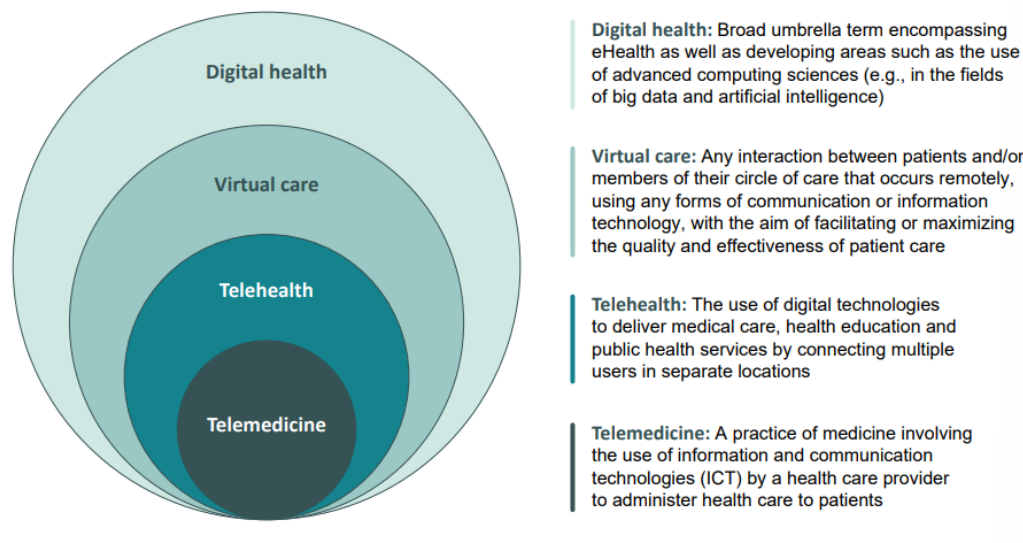 Digital health
Virtual care
Telehealth
Telemedicine
Digital health: Broad umbrella term encompassing
eHealth as well as developing areas such as the use
of advanced computing sciences (e.g., in the fields
of big data and artificial intelligence)
Virtual care: Any interaction between patients and/or
members of their circle of care that occurs remotely,
using any forms of communication or information
technology, with the aim of facilitating or maximizing
the quality and effectiveness of patient care
Telehealth: The use of digital technologies
to deliver medical care, health education and
public health services by connecting multiple
users in separate locations
Telemedicine: A practice of medicine involving
the use of information and communication
technologies (ICT) by a health care provider
to administer health care to patients